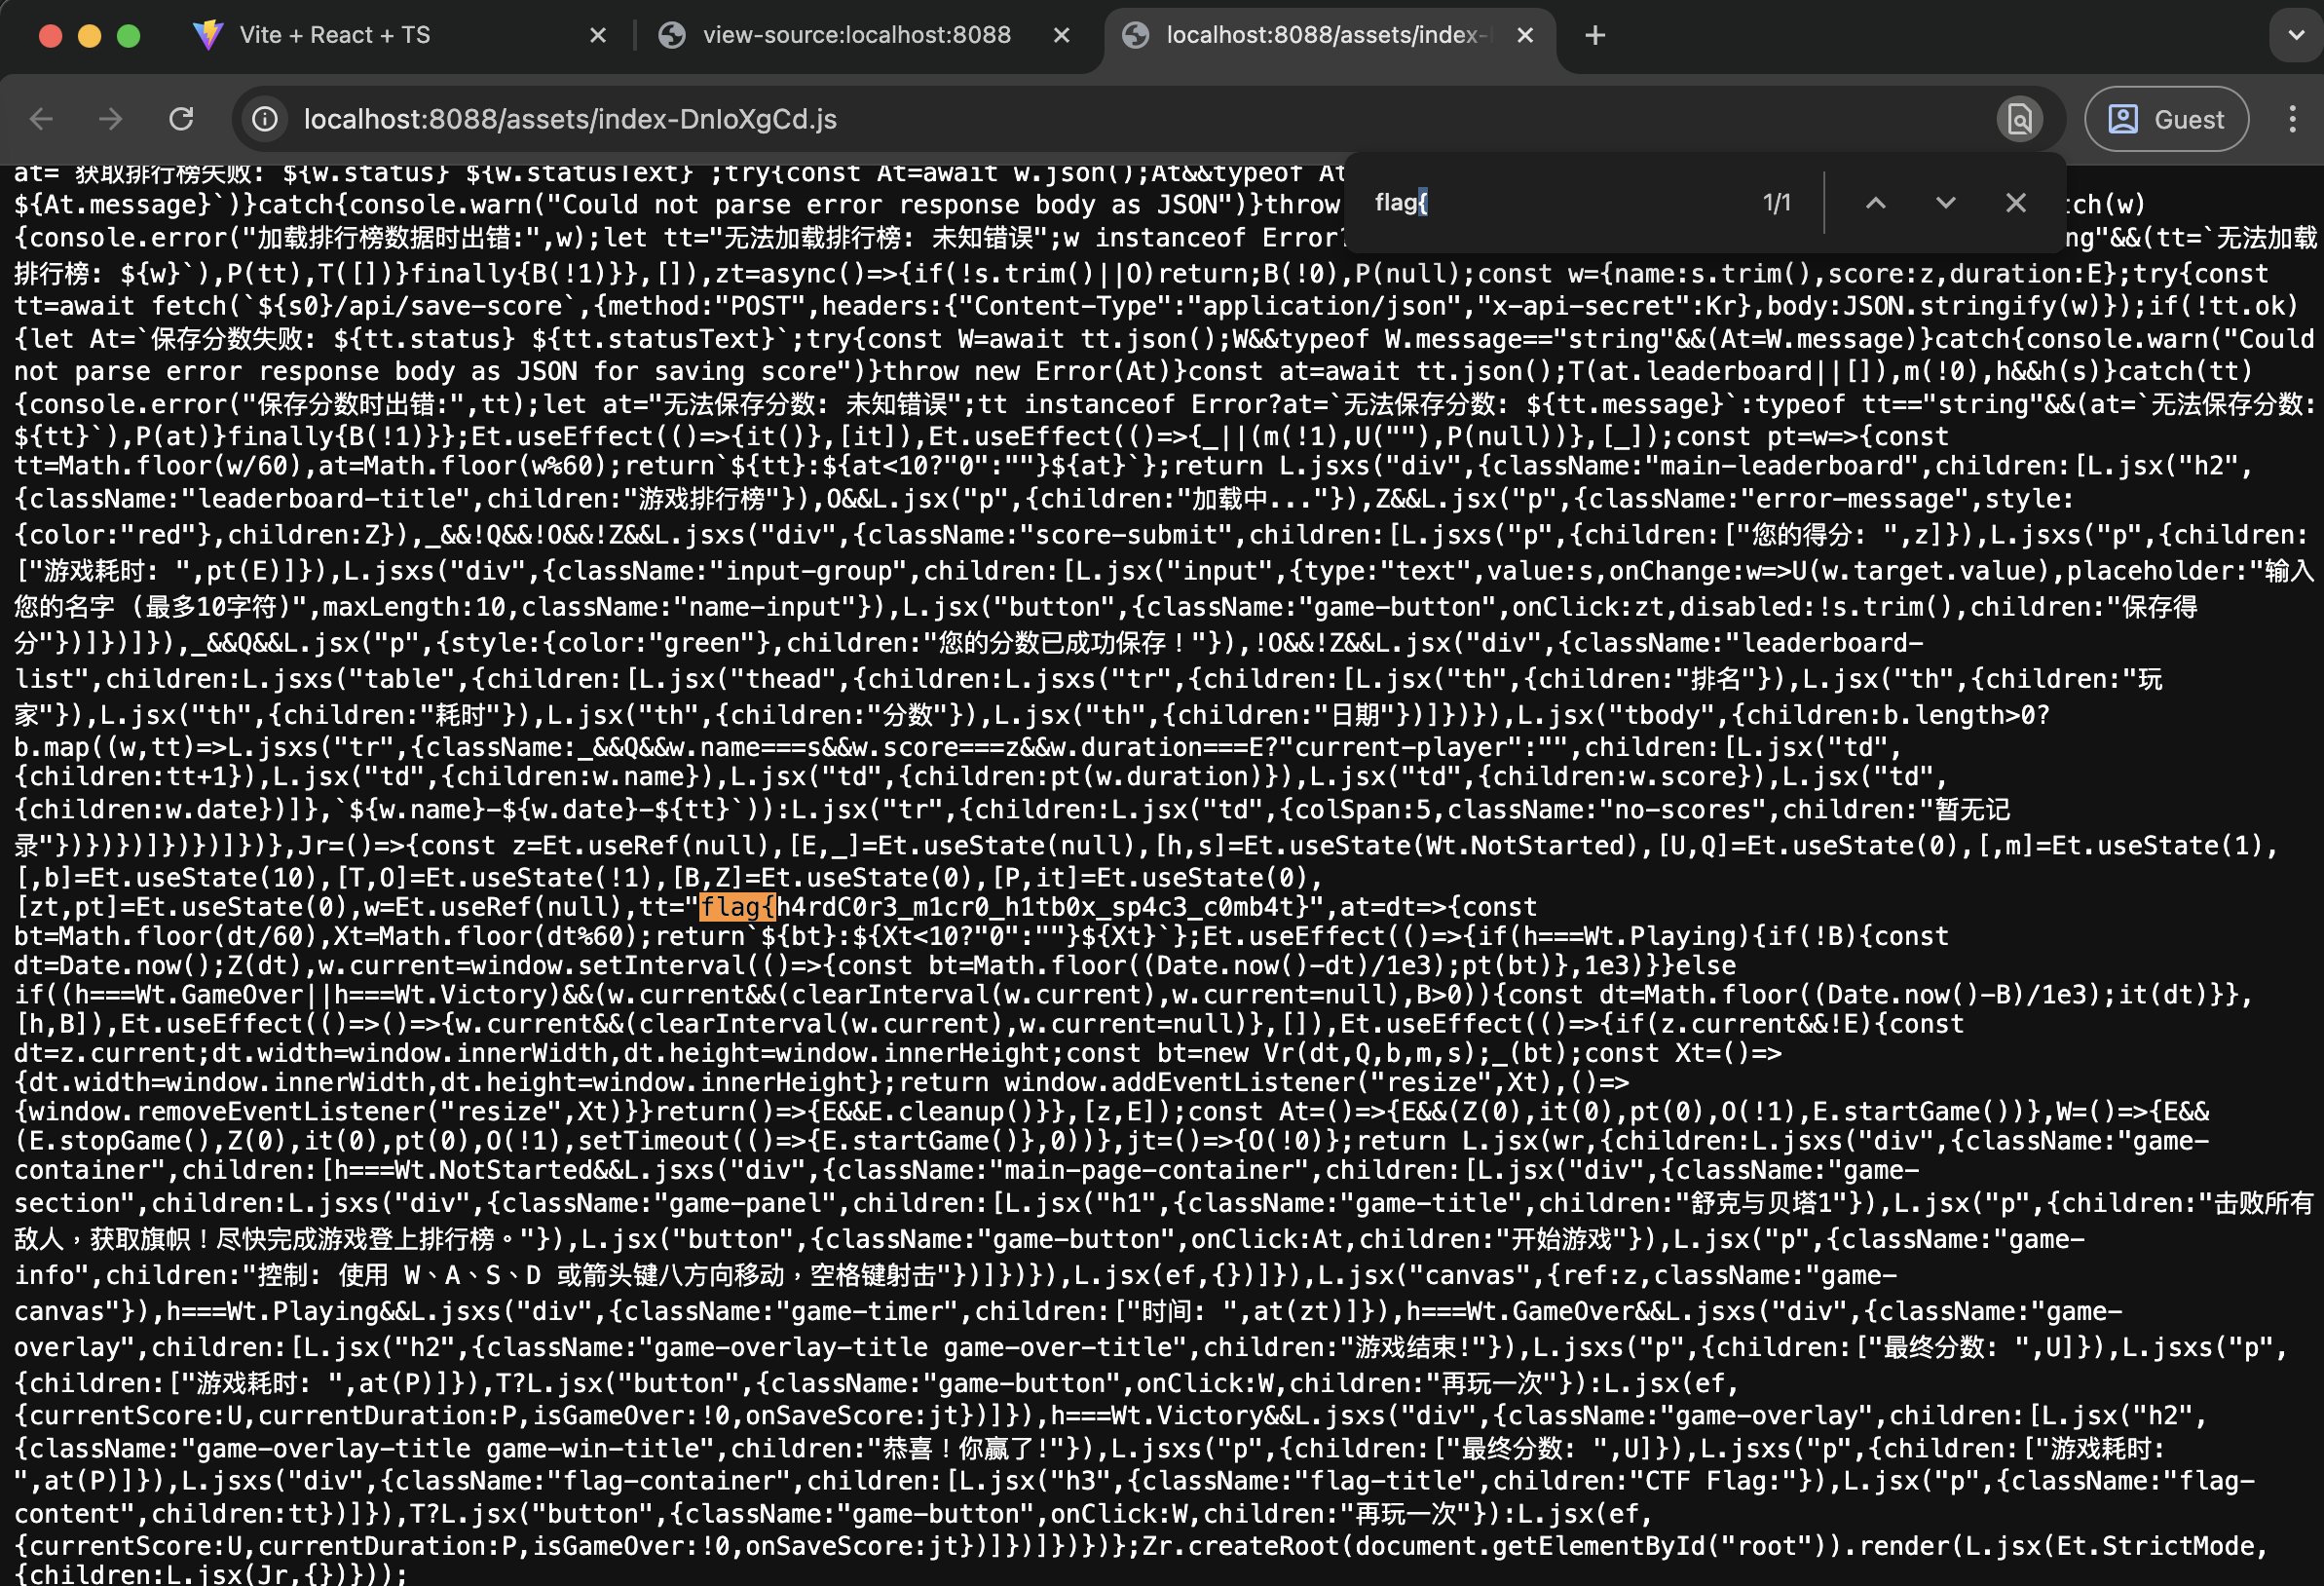 Vite + React + TS
view-source:localhost:8088
localhost:8088/assets/index-
localhost:8088/assets/index-DnIoXgCd.js
Guest
flag{
1/1
at=`获取排行榜失败: ${w.status} ${w.statusText}`;try{const At=await w.json();At&&typeof At
${At.message}`)}catch{console.warn("Could not parse error response body as JSON")}throw
tch(w)
{console.error("加载排行榜数据时出错:",w);let tt="无法加载排行榜: 未知错误";w instanceof Error?
ng"&&(tt=`无法加载
排行榜: ${w}`),P(tt),T([])}finally{B(!1)}},[]),zt=async()=>{if(!s.trim()||O)return;B(!0),P(null);const w={name:s.trim(),score:z,duration:E};try{const
tt=await fetch(`${s0}/api/save-score`,{method:"POST",headers:{"Content-Type":"application/json","x-api-secret":Kr},body:JSON.stringify(w)});if(!tt.ok)
{let At=`保存分数失败: ${tt.status} ${tt.statusText}`;try{const W=await tt.json();W&&typeof W.message=="string"&&(At=W.message)}catch{console.warn("Could
not parse error response body as JSON for saving score")}throw new Error(At)}const at=await tt.json();T(at.leaderboard||[]),m(!0),h&&h(s)}catch(tt)
{console.error("保存分数时出错:",tt);let at="无法保存分数: 未知错误";tt instanceof Error?at=`无法保存分数: ${tt.message}`:typeof tt=="string"&&(at=`无法保存分数:
${tt}`),P(at)}finally{B(!1)}};Et.useEffect(()=>{it()},[it]),Et.useEffect(()=>{_||(m(!1),U(""),P(null))},[_]);const pt=w=>{const
tt=Math.floor(w/60),at=Math.floor(w%60);return`${tt}:${at<10?"0":""}${at}`};return L.jsxs("div",{className:"main-leaderboard",children:[L.jsx("h2",
{className:"leaderboard-title",children:"游戏排行榜"}),O&&L.jsx("p",{children:"加载中..."}),Z&&L.jsx("p",{className:"error-message",style:
{color:"red"},children:Z}),_&&!Q&&!O&&!Z&&L.jsxs("div",{className:"score-submit",children:[L.jsxs("p",{children:["您的得分: ",z]}),L.jsxs("p",{children:
["游戏耗时: ",pt(E)]}),L.jsxs("div",{className:"input-group",children:[L.jsx("input",{type:"text",value:s,onChange:w=>U(w.target.value),placeholder:"输入
您的名字 (最多10字符)",maxLength:10,className:"name-input"}),L.jsx("button",{className:"game-button",onClick:zt,disabled:!s.trim(),children:"保存得
分"})]})]}),_&&Q&&L.jsx("p",{style:{color:"green"},children:"您的分数已成功保存！"}),!O&&!Z&&L.jsx("div",{className:"leaderboard-
list",children:L.jsxs("table",{children:[L.jsx("thead",{children:L.jsxs("tr",{children:[L.jsx("th",{children:"排名"}),L.jsx("th",{children:"玩
家"}),L.jsx("th",{children:"耗时"}),L.jsx("th",{children:"分数"}),L.jsx("th",{children:"日期"})]})}),L.jsx("tbody",{children:b.length>0?
b.map((w,tt)=>L.jsxs("tr",{className:_&&Q&&w.name===s&&w.score===z&&w.duration===E?"current-player":"",children:[L.jsx("td",
{children:tt+1}),L.jsx("td",{children:w.name}),L.jsx("td",{children:pt(w.duration)}),L.jsx("td",{children:w.score}),L.jsx("td",
{children:w.date})]},`${w.name}-${w.date}-${tt}`)):L.jsx("tr",{children:L.jsx("td",{colSpan:5,className:"no-scores",children:"暂无记
录"})})})]})})]})},Jr=()=>{const z=Et.useRef(null),[E,_]=Et.useState(null),[h,s]=Et.useState(Wt.NotStarted),[U,Q]=Et.useState(0),[,m]=Et.useState(1),
[,b]=Et.useState(10),[T,O]=Et.useState(!1),[B,Z]=Et.useState(0),[P,it]=Et.useState(0),
[zt,pt]=Et.useState(0),w=Et.useRef(null),tt="flag{h4rdC0r3_m1cr0_h1tb0x_sp4c3_c0mb4t}",at=dt=>{const
bt=Math.floor(dt/60),Xt=Math.floor(dt%60);return`${bt}:${Xt<10?"0":""}${Xt}`};Et.useEffect(()=>{if(h===Wt.Playing){if(!B){const
dt=Date.now();Z(dt),w.current=window.setInterval(()=>{const bt=Math.floor((Date.now()-dt)/1e3);pt(bt)},1e3)}}else
if((h===Wt.GameOver||h===Wt.Victory)&&(w.current&&(clearInterval(w.current),w.current=null),B>0)){const dt=Math.floor((Date.now()-B)/1e3);it(dt)}},
[h,B]),Et.useEffect(()=>()=>{w.current&&(clearInterval(w.current),w.current=null)},[]),Et.useEffect(()=>{if(z.current&&!E){const
dt=z.current;dt.width=window.innerWidth,dt.height=window.innerHeight;const bt=new Vr(dt,Q,b,m,s);_(bt);const Xt=()=>
{dt.width=window.innerWidth,dt.height=window.innerHeight};return window.addEventListener("resize",Xt),()=>
{window.removeEventListener("resize",Xt)}}return()=>{E&&E.cleanup()}},[z,E]);const At=()=>{E&&(Z(0),it(0),pt(0),O(!1),E.startGame())},W=()=>{E&&
(E.stopGame(),Z(0),it(0),pt(0),O(!1),setTimeout(()=>{E.startGame()},0))},jt=()=>{O(!0)};return L.jsx(wr,{children:L.jsxs("div",{className:"game-
container",children:[h===Wt.NotStarted&&L.jsxs("div",{className:"main-page-container",children:[L.jsx("div",{className:"game-
section",children:L.jsxs("div",{className:"game-panel",children:[L.jsx("h1",{className:"game-title",children:"舒克与贝塔1"}),L.jsx("p",{children:"击败所有
敌人，获取旗帜！尽快完成游戏登上排行榜。"}),L.jsx("button",{className:"game-button",onClick:At,children:"开始游戏"}),L.jsx("p",{className:"game-
info",children:"控制: 使用 W、A、S、D 或箭头键八方向移动，空格键射击"})]})}),L.jsx(ef,{})]}),L.jsx("canvas",{ref:z,className:"game-
canvas"}),h===Wt.Playing&&L.jsxs("div",{className:"game-timer",children:["时间: ",at(zt)]}),h===Wt.GameOver&&L.jsxs("div",{className:"game-
overlay",children:[L.jsx("h2",{className:"game-overlay-title game-over-title",children:"游戏结束!"}),L.jsxs("p",{children:["最终分数: ",U]}),L.jsxs("p",
{children:["游戏耗时: ",at(P)]}),T?L.jsx("button",{className:"game-button",onClick:W,children:"再玩一次"}):L.jsx(ef,
{currentScore:U,currentDuration:P,isGameOver:!0,onSaveScore:jt})]}),h===Wt.Victory&&L.jsxs("div",{className:"game-overlay",children:[L.jsx("h2",
{className:"game-overlay-title game-win-title",children:"恭喜！你赢了!"}),L.jsxs("p",{children:["最终分数: ",U]}),L.jsxs("p",{children:["游戏耗时:
",at(P)]}),L.jsxs("div",{className:"flag-container",children:[L.jsx("h3",{className:"flag-title",children:"CTF Flag:"}),L.jsx("p",{className:"flag-
content",children:tt})]}),T?L.jsx("button",{className:"game-button",onClick:W,children:"再玩一次"}):L.jsx(ef,
{currentScore:U,currentDuration:P,isGameOver:!0,onSaveScore:jt})]})]})})};Zr.createRoot(document.getElementById("root")).render(L.jsx(Et.StrictMode,
{children:L.jsx(Jr,{})}));